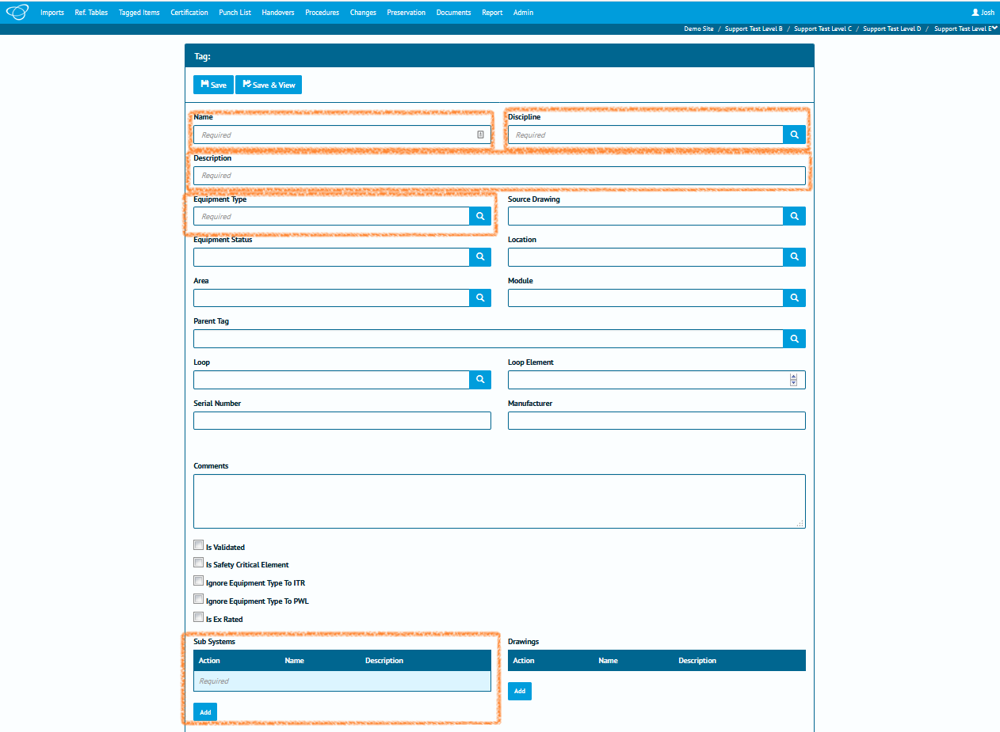 Imports Ref. Tables Tagged Items Certification Punch List Handovers Procedures Changes Preservation Documents Report Admin Josh
Demo Site / Support Test Level B / Support Test Level C / Support Test Level D / Support Test Level E
Tag:
Save Save & View
Name Discipline
Required Required
Description
Required
Equipment Type Source Drawing
Required
Equipment Status Location
Area Module
Parent Tag
Loop Loop Element
Serial Number Manufacturer
Comments
Is Validated
Is Safety Critical Element
Ignore Equipment Type To ITR
Ignore Equipment Type To PWL
Is Ex Rated
Sub Systems Drawings
Action Name Description Action Name Description
Required
Add
Add